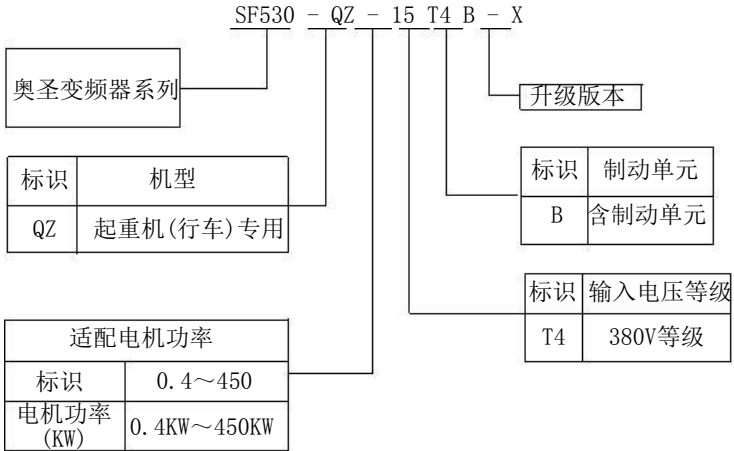 SF530 - QZ - 15 T4 B - X
奥圣变频器系列
升级版本
标识 机型
QZ 起重机(行车)专用
标识 制动单元
B 含制动单元
标识 输入电压等级
T4 380V等级
适配电机功率
标识 0.4～450
电机功率
(KW) 0.4KW～450KW